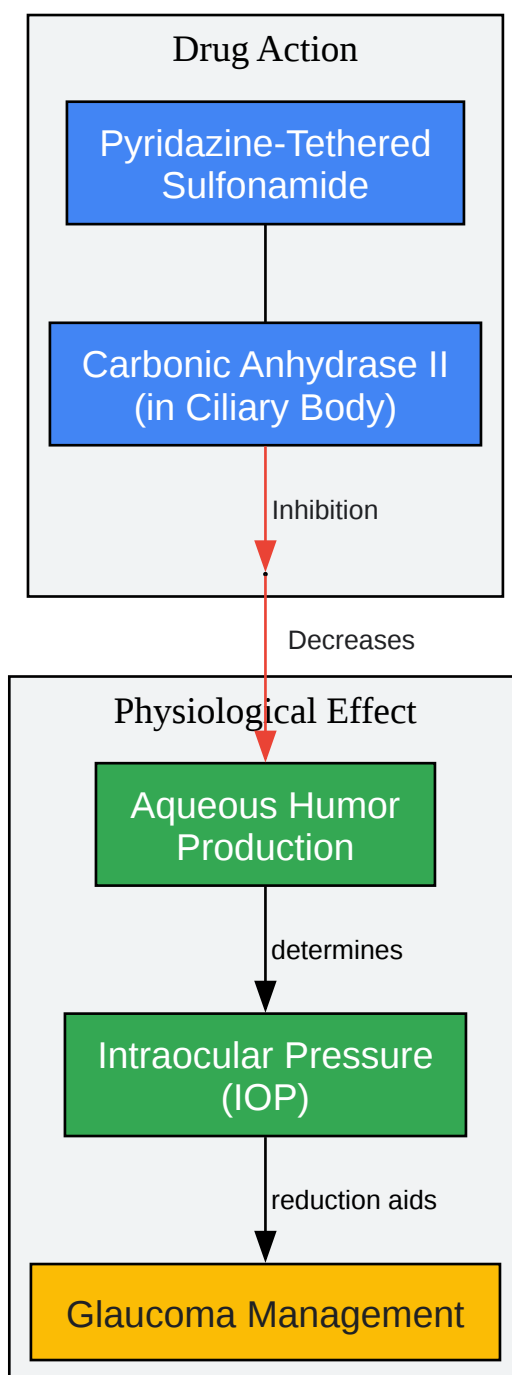 Drug Action
Pyridazine-Tethered
Sulfonamide
Carbonic Anhydrase II
(in Ciliary Body)
Inhibition
Decreases
Physiological Effect
Aqueous Humor
Production
determines
Intraocular Pressure
(IOP)
reduction aids
Glaucoma Management